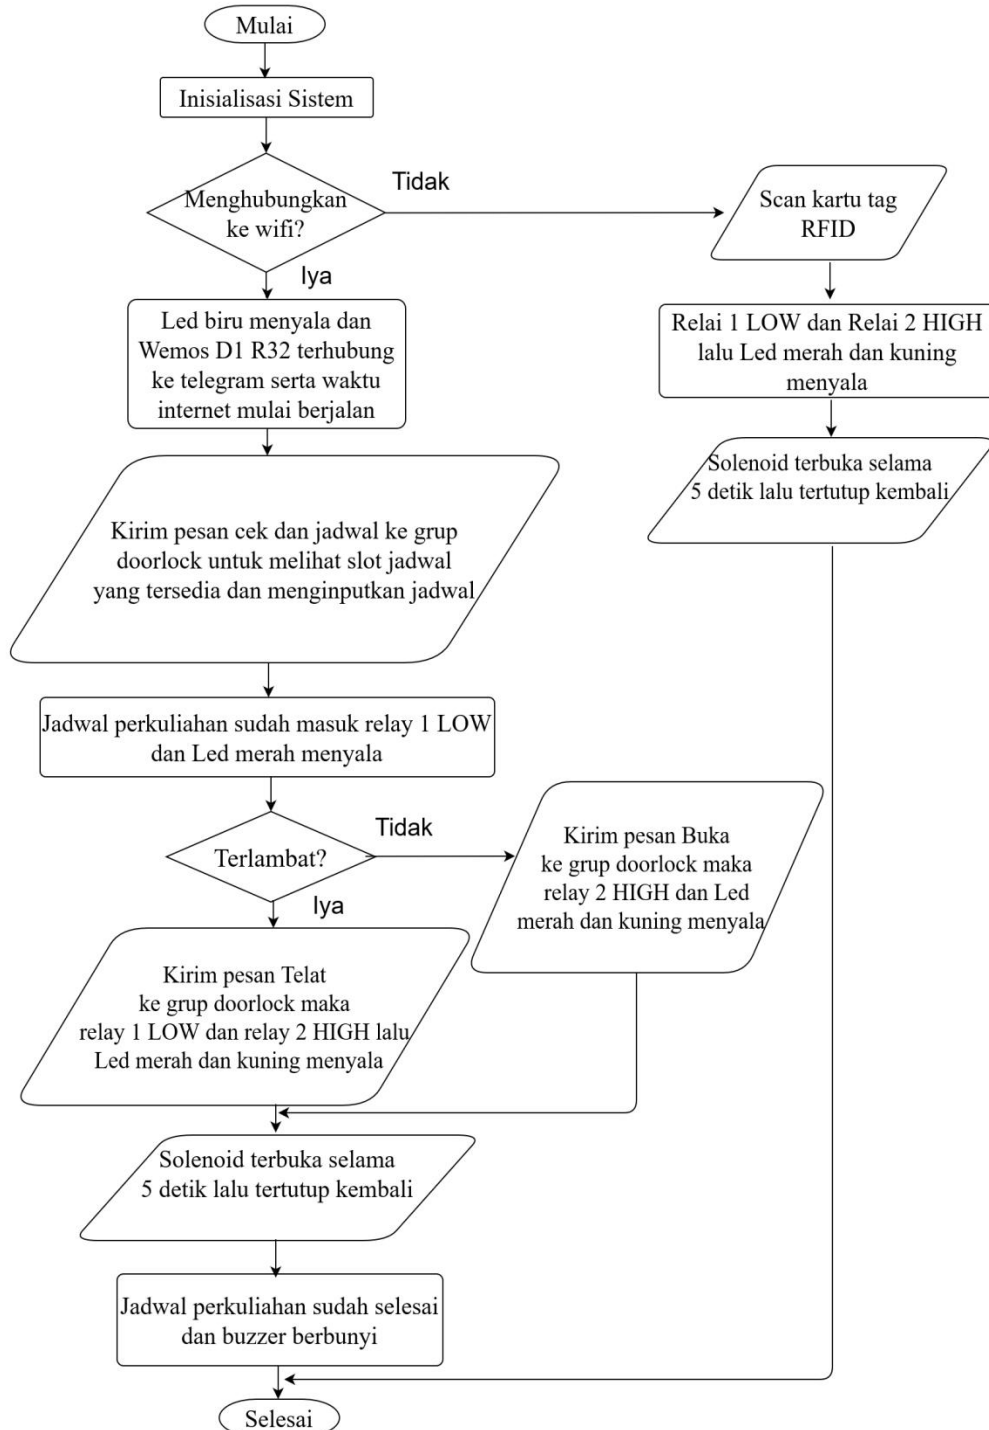 Mulai
Inisialisasi Sistem
Menghubungkan
ke wifi?
Tidak
Scan kartu tag
RFID
Iya
Relai 1 LOW dan Relai 2 HIGH
lalu Led merah dan kuning
menyala
Led biru menyala dan
Wemos D1 R32 terhubung
ke telegram serta waktu
internet mulai berjalan
Solenoid terbuka selama
5 detik lalu tertutup kembali
Kirim pesan cek dan jadwal ke grup
doorlock untuk melihat slot jadwal
yang tersedia dan menginputkan jadwal
Jadwal perkuliahan sudah masuk relay 1 LOW
dan Led merah menyala
Terlambat?
Tidak
Kirim pesan Buka
ke grup doorlock maka
relay 2 HIGH dan Led
merah dan kuning menyala
Iya
Kirim pesan Telat
ke grup doorlock maka
relay 1 LOW dan relay 2 HIGH lalu
Led merah dan kuning menyala
Solenoid terbuka selama
5 detik lalu tertutup kembali
Jadwal perkuliahan sudah selesai
dan buzzer berbunyi
Selesai